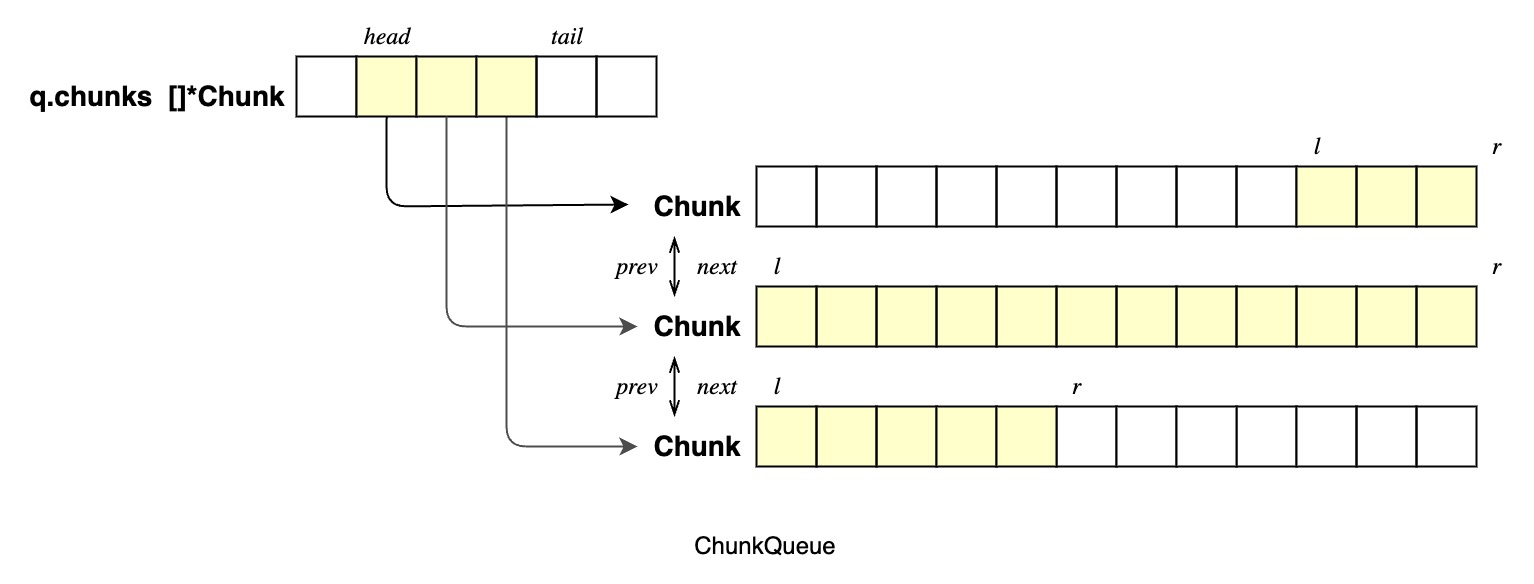 head tail
q.chunks []*Chunk
l r
Chunk
prev next l r
Chunk
prev next l r
Chunk
ChunkQueue